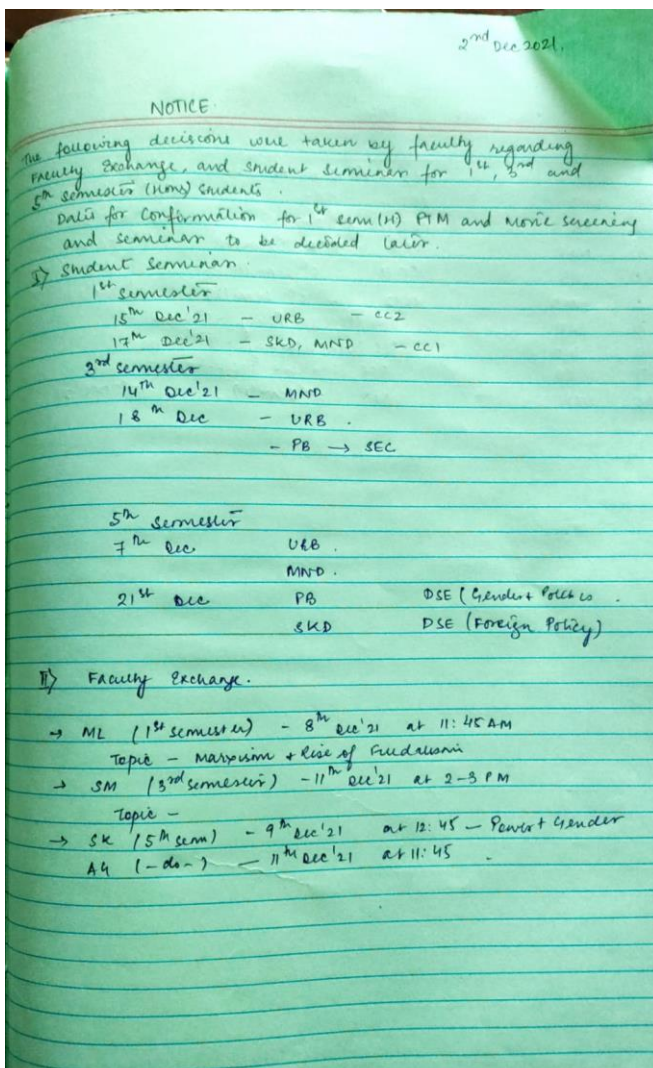 2nd Dec 2021.
NOTICE
The following decisions were taken by faculty regarding
Faculty Exchange, and student seminar for 1st, 3rd and
5th semester (Hons) students.
Dates for Confirmation for 1st sem (H) PTM and Movie screening
and seminar to be decided later.
I> Student Seminar.
1st semester
15th Dec'21 - URB - CC2
17th Dec'21 - SKD, MND - CC1
3rd semester
14th Dec'21 - MND
18th Dec - URB.
- PB → SEC
5th semester
7th Dec URB.
MND.
21st Dec PB DSE (Gender + Politics.
SKD DSE (Foreign Policy)
II> Faculty Exchange.
→ ML (1st semester) - 8th Dec'21 at 11:45 AM
Topic - Marxism + Rise of Feudalism
→ SM (3rd semester) - 11th Dec'21 at 2-3 PM
Topic -
→ SK (5th sem) - 9th Dec'21 at 12:45 - Power + Gender
AG (-do-) - 11th Dec'21 at 11:45.